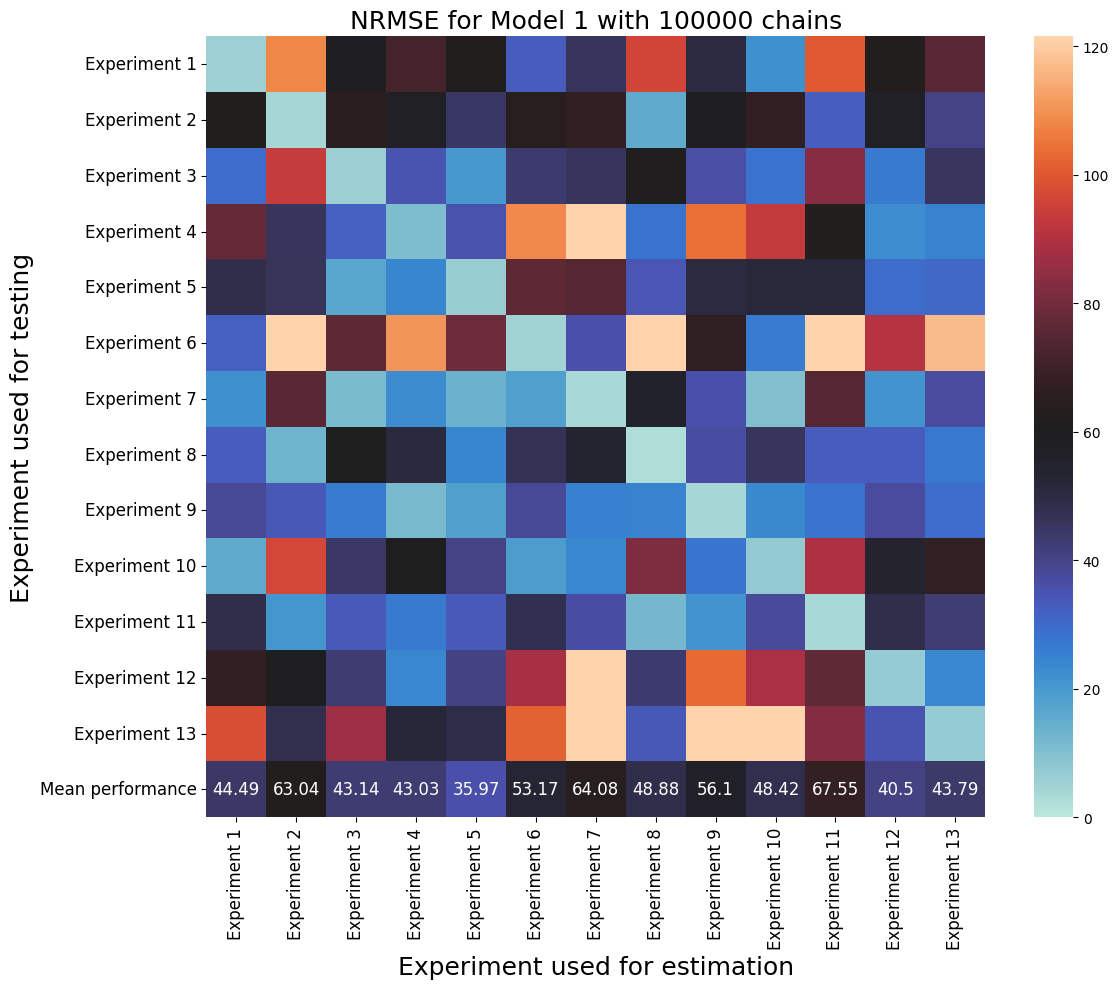 NRMSE for Model 1 with 100000 chains
Experiment used for testing
Experiment 1
Experiment 2
Experiment 3
Experiment 4
Experiment 5
Experiment 6
Experiment 7
Experiment 8
Experiment 9
Experiment 10
Experiment 11
Experiment 12
Experiment 13
Mean performance 44.49 63.04 43.14 43.03 35.97 53.17 64.08 48.88 56.1 48.42 67.55 40.5 43.79
Experiment 1
Experiment 2
Experiment 3
Experiment 4
Experiment 5
Experiment 6
Experiment 7
Experiment 8
Experiment 9
Experiment 10
Experiment 11
Experiment 12
Experiment 13
Experiment used for estimation
120
100
80
60
40
20
0